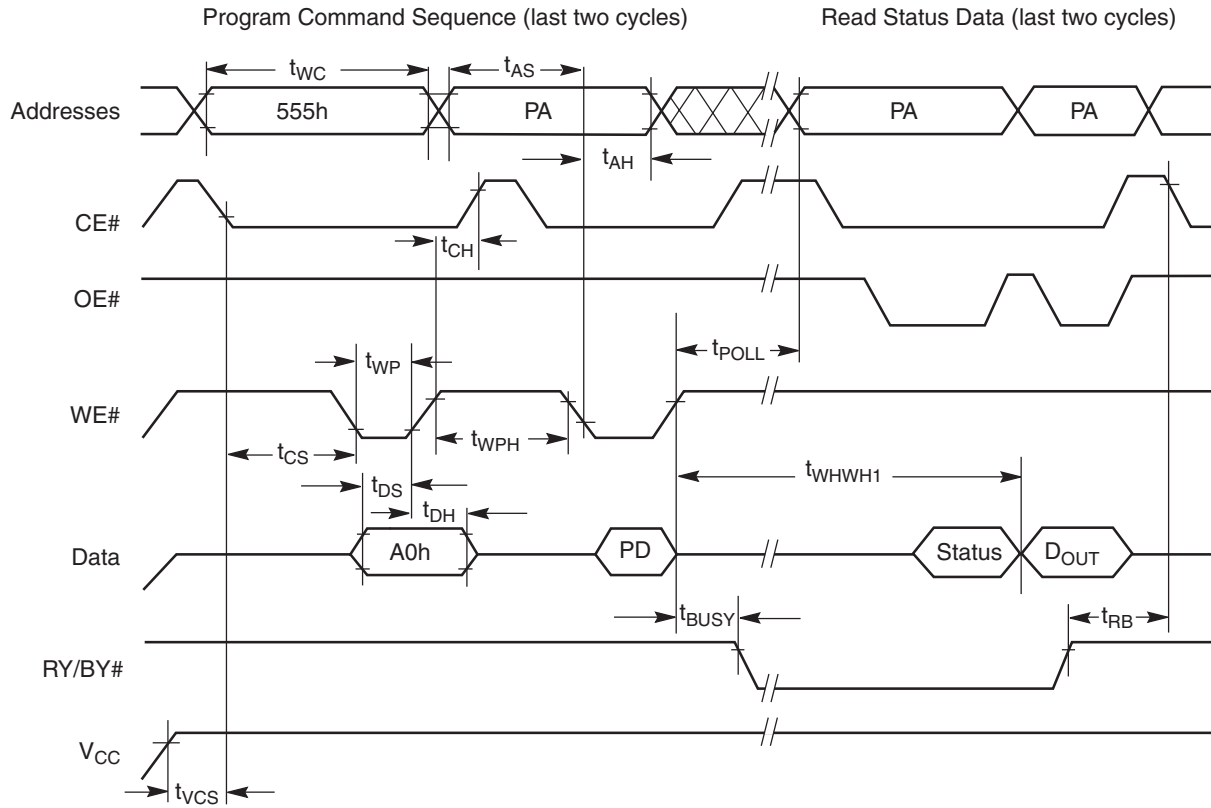 Program Command Sequence (last two cycles) Read Status Data (last two cycles)
tWC tAS
Addresses 555h PA PA PA
tAH
CE#
tCH
OE#
tPOLL
tWP
WE#
tWPH
tCS tWHWH1
tDS
tDH
Data A0h PD Status DOUT
tBUSY tRB
RY/BY#
VCC
tVCS